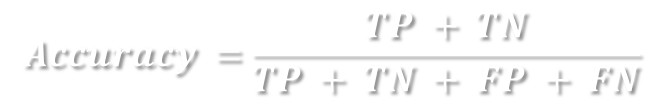 Accuracy = TP + TN / TP + TN + FP + FN